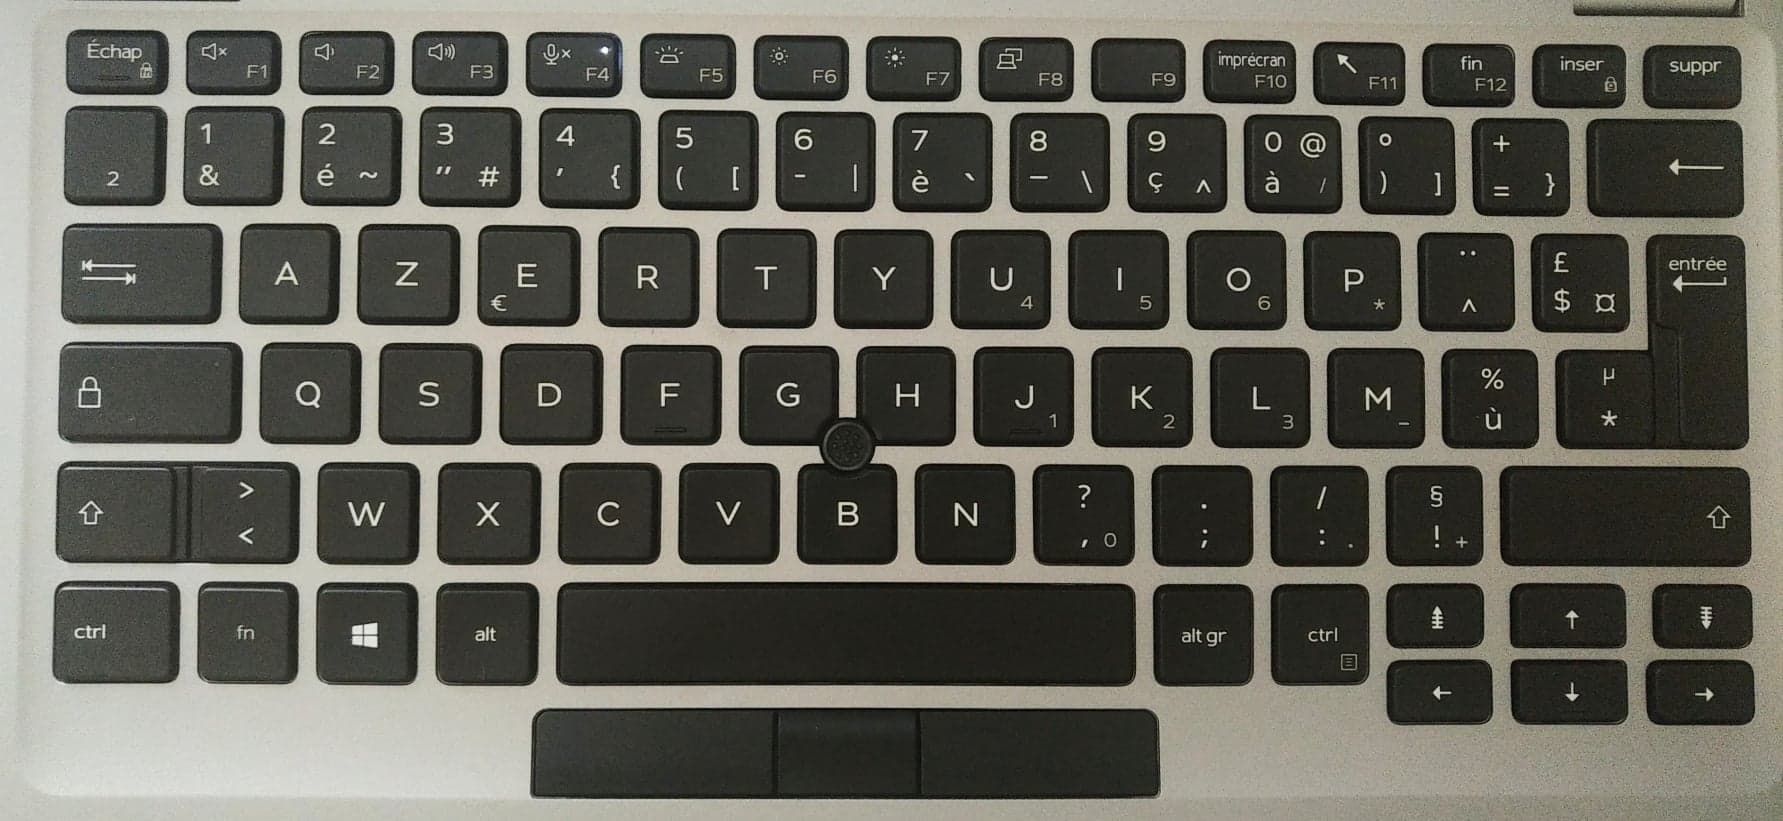 Échap F1 F2 F3 F4 F5 F6 F7 F8 F9 imprécran F10 F11 fin F12 inser suppr
2 1 & 2 é ~ 3 " # 4 ' { 5 ( [ 6 - | 7 è ` 8 _ \ 9 ç ^ 0 @ à / ° ) ] + = }
A Z E € R T Y U 4 I 5 O 6 P * ¨ ^ £ $ ¤ entrée
Q S D F G H J 1 K 2 L 3 M - % ù µ *
> < W X C V B N ? , 0 . ; / : . § ! +
ctrl fn alt alt gr ctrl